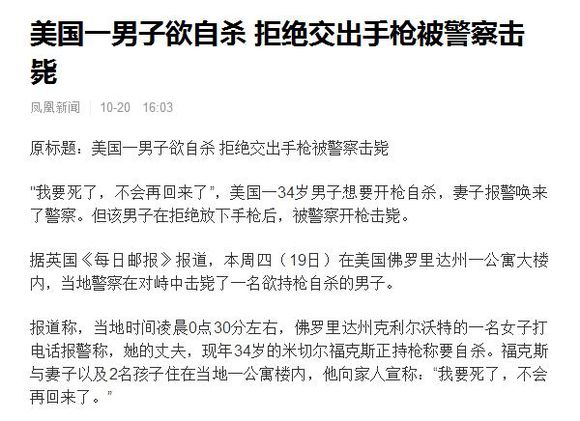 美国一男子欲自杀 拒绝交出手枪被警察击
毙
凤凰新闻 10-20 16:03
原标题：美国一男子欲自杀 拒绝交出手枪被警察击毙
"我要死了，不会再回来了"，美国一34岁男子想要开枪自杀，妻子报警唤来
了警察。但该男子在拒绝放下手枪后，被警察开枪击毙。
据英国《每日邮报》报道，本周四（19日）在美国佛罗里达州一公寓大楼
内，当地警察在对峙中击毙了一名欲持枪自杀的男子。
报道称，当地时间凌晨0点30分左右，佛罗里达州克利尔沃特的一名女子打
电话报警称，她的丈夫，现年34岁的米切尔福克斯正持枪称要自杀。福克斯
与妻子以及2名孩子住在当地一公寓楼内，他向家人宣称：“我要死了，不会
再回来了。”